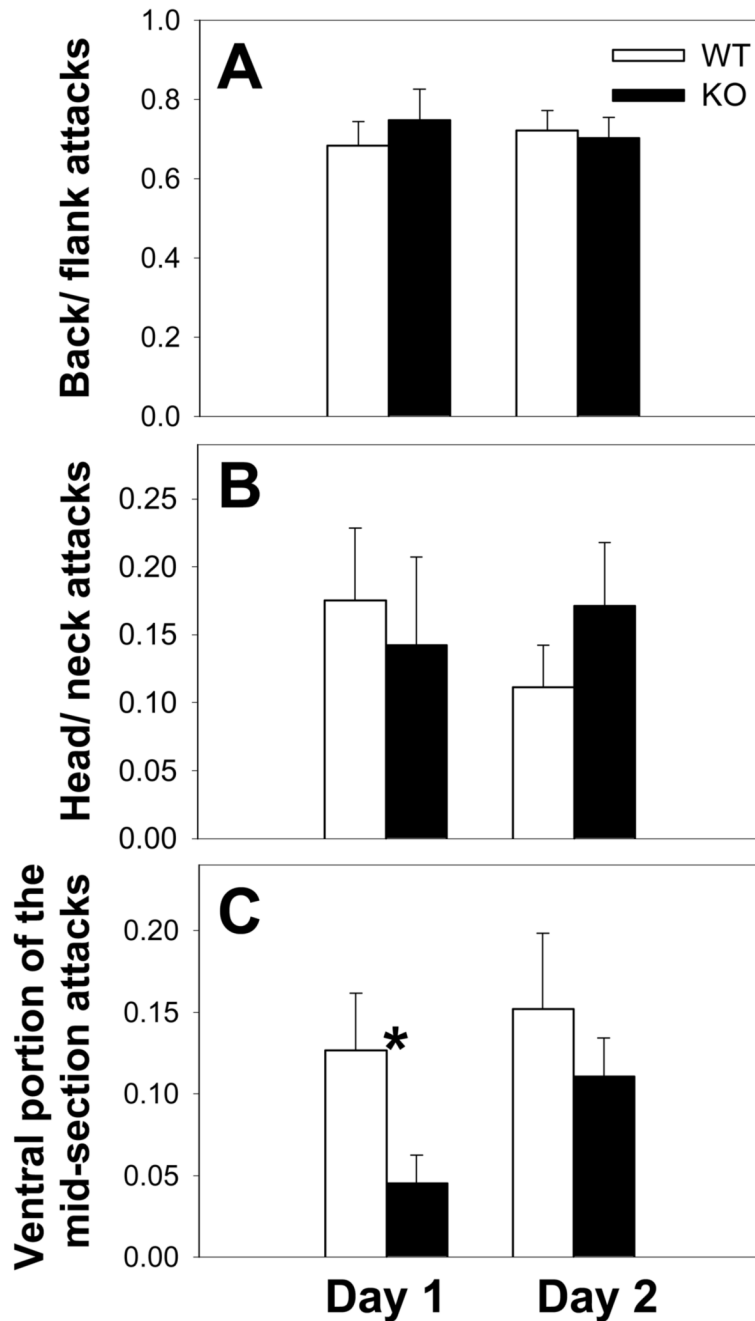 A
WT
KO
Back/ flank attacks
1.0
0.8
0.6
0.4
0.2
0.0
B
Head/ neck attacks
0.25
0.20
0.15
0.10
0.05
0.00
C
Ventral portion of the
mid-section attacks
0.20
0.15
0.10
0.05
0.00
*
Day 1
Day 2